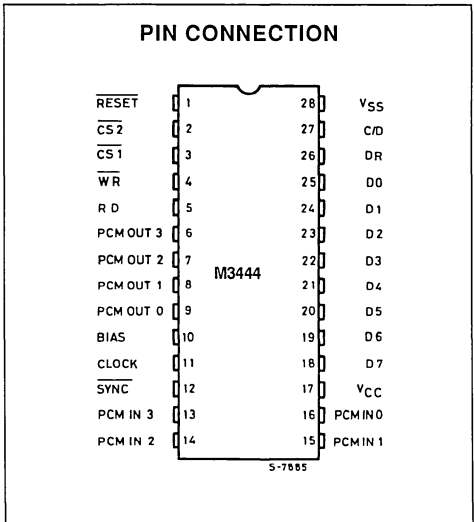 PIN CONNECTION
RESET 1 28 VSS
CS2 2 27 C/D
CS1 3 26 DR
WR 4 25 D0
RD 5 24 D1
PCM OUT 3 6 23 D2
PCM OUT 2 7 22 D3
M3444
PCM OUT 1 8 21 D4
PCM OUT 0 9 20 D5
BIAS 10 19 D6
CLOCK 11 18 D7
SYNC 12 17 VCC
PCM IN 3 13 16 PCM IN 0
PCM IN 2 14 15 PCM IN 1
S-7665